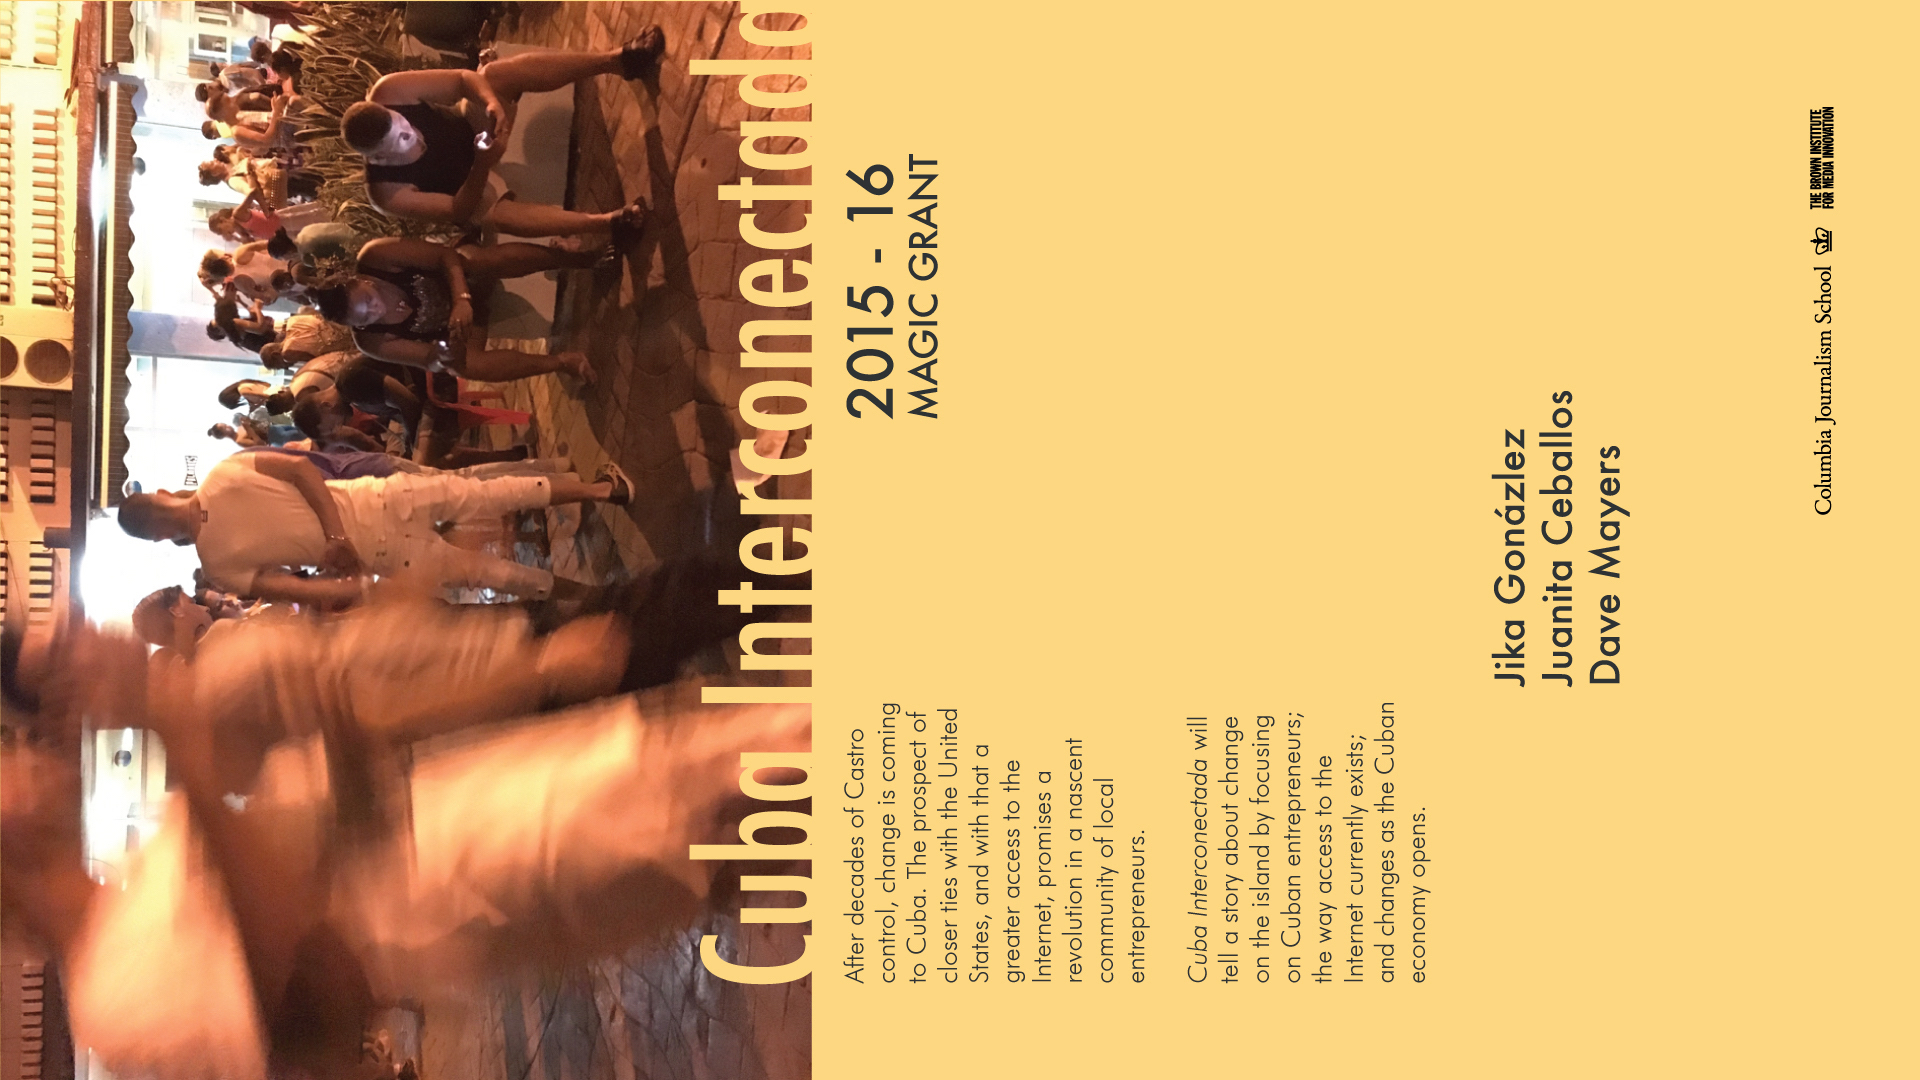 Cuba Interconectada
2015 - 16
MAGIC GRANT
After decades of Castro
control, change is coming
to Cuba. The prospect of
closer ties with the United
States, and with that a
greater access to the
Internet, promises a
revolution in a nascent
community of local
entrepreneurs.
Cuba Interconectada will
tell a story about change
on the island by focusing
on Cuban entrepreneurs;
the way access to the
Internet currently exists;
and changes as the Cuban
economy opens.
Jika Gonázlez
Juanita Ceballos
Dave Mayers
Columbia Journalism School
THE BROWN INSTITUTE
FOR MEDIA INNOVATION